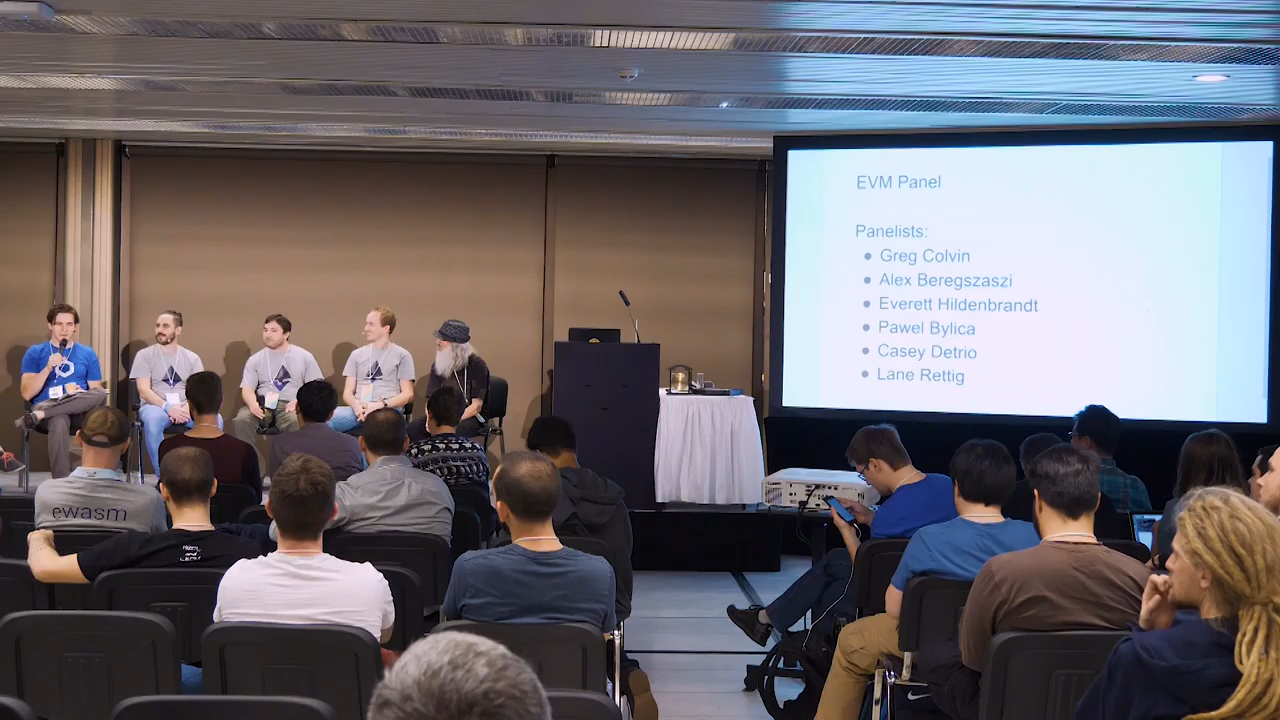 EVM Panel
Panelists:
Greg Colvin
Alex Beregszaszi
Everett Hildenbrandt
Pawel Bylica
Casey Detrio
Lane Rettig
ewasm